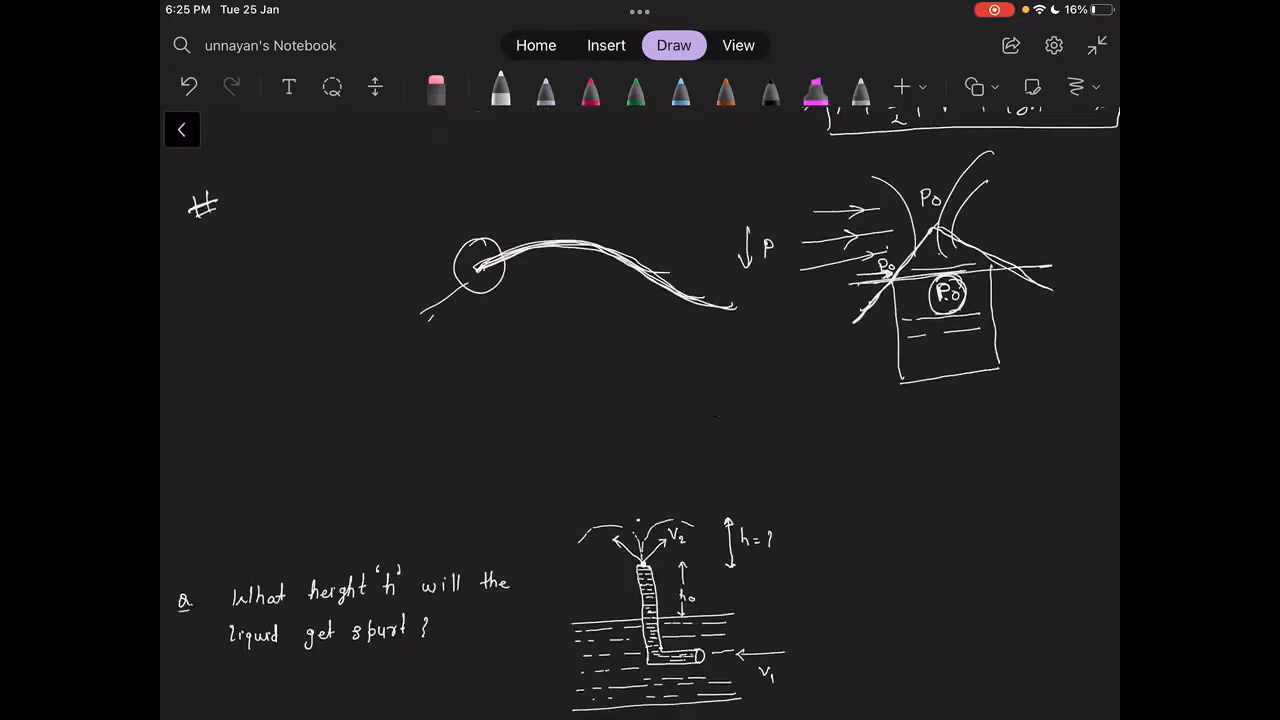 6:25 PM Tue 25 Jan
16%
unnayan's Notebook
Home Insert Draw View
T
#
P
P0
P0
P0
V2
h = ?
h0
V1
Q What height 'h' will the
liquid get spurt?